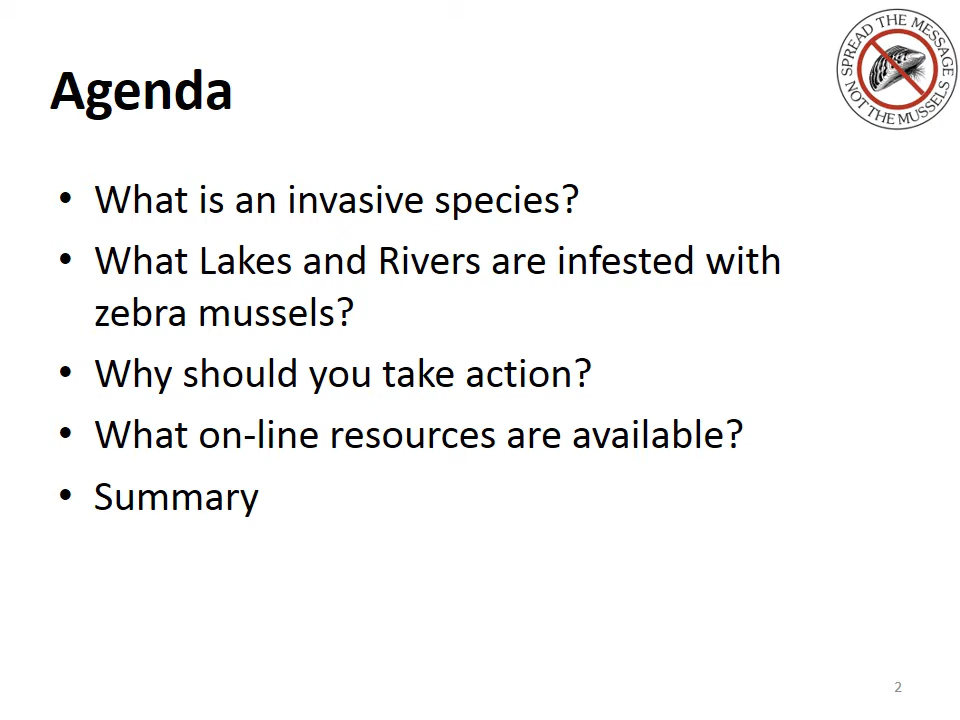 SPREAD THE MESSAGE
NOT THE MUSSELS
Agenda
• What is an invasive species?
• What Lakes and Rivers are infested with
zebra mussels?
• Why should you take action?
• What on-line resources are available?
• Summary
2